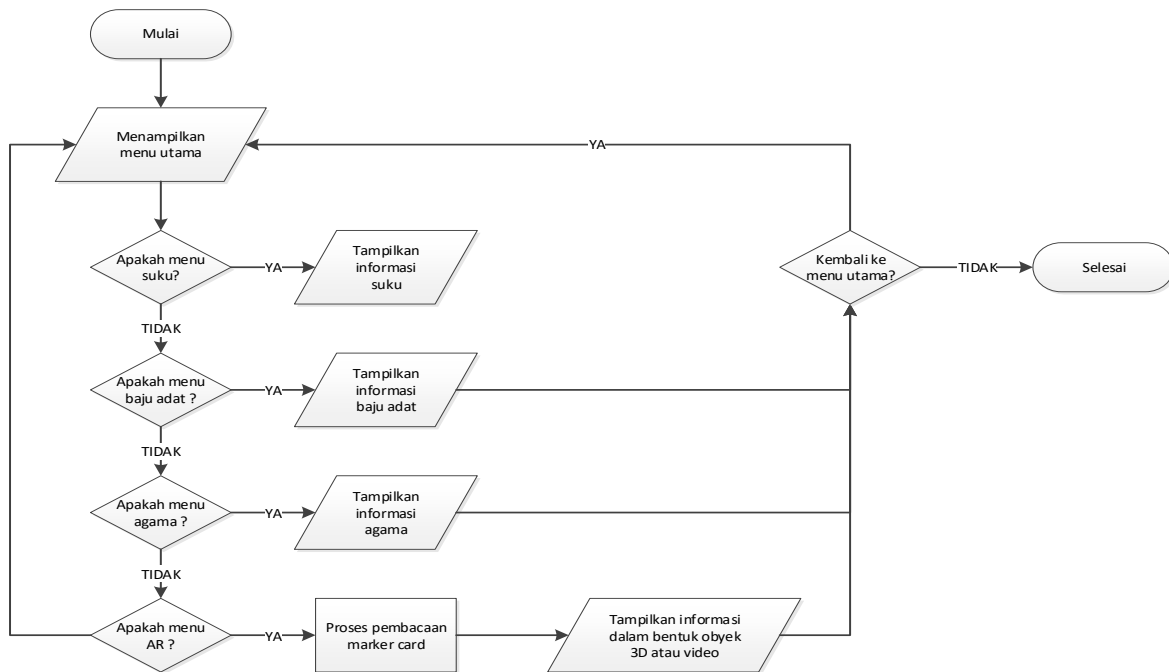 Mulai
Menampilkan
menu utama
YA
Apakah menu
suku?
YA
Tampilkan
informasi
suku
Kembali ke
menu utama?
TIDAK
Selesai
TIDAK
Apakah menu
baju adat ?
YA
Tampilkan
informasi
baju adat
TIDAK
Apakah menu
agama ?
YA
Tampilkan
informasi
agama
TIDAK
Apakah menu
AR ?
YA
Proses pembacaan
marker card
Tampilkan informasi
dalam bentuk obyek
3D atau video